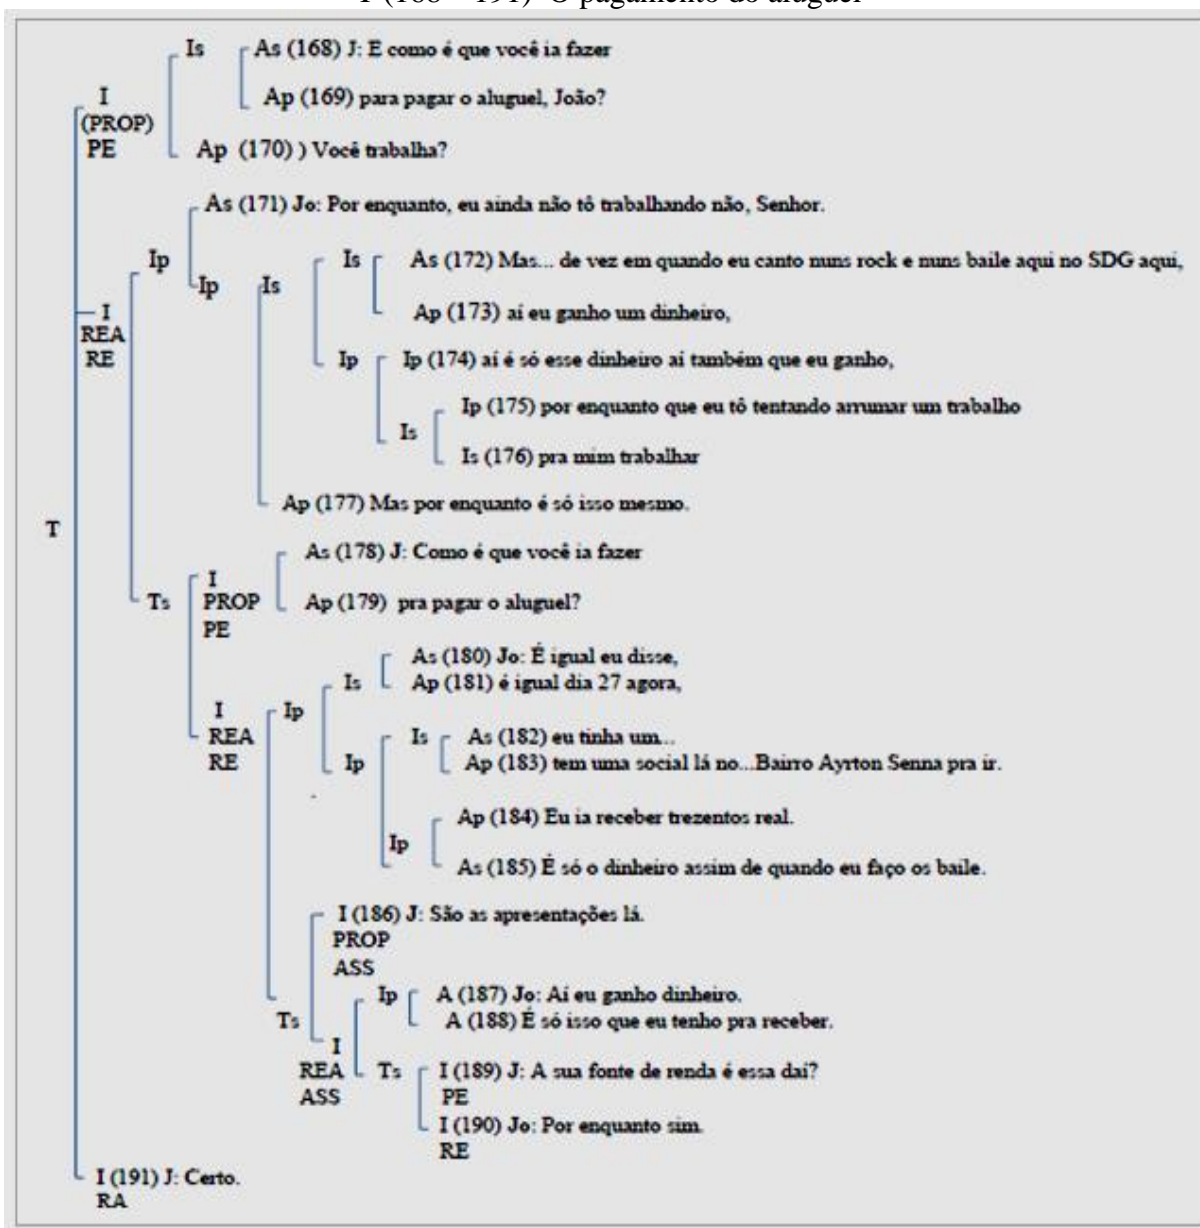 T (168 – 191) O pagamento do aluguel
Is As (168) J: E como é que você ia fazer
I Ap (169) para pagar o aluguel, João?
(PROP)
PE Ap (170) ) Você trabalha?
As (171) Jo: Por enquanto, eu ainda não tô trabalhando não, Senhor.
Ip Is As (172) Mas... de vez em quando eu canto nuns rock e nuns baile aqui no SDG aqui,
Ip Is
I Ap (173) aí eu ganho um dinheiro,
REA
RE Ip Ip (174) aí é só esse dinheiro aí também que eu ganho,
Ip (175) por enquanto que eu tô tentando arrumar um trabalho
Is
Is (176) pra mim trabalhar
Ap (177) Mas por enquanto é só isso mesmo.
T
As (178) J: Como é que você ia fazer
I
Ts PROP Ap (179) pra pagar o aluguel?
PE
As (180) Jo: É igual eu disse,
Is Ap (181) é igual dia 27 agora,
I Ip
REA Is As (182) eu tinha um...
RE Ip Ap (183) tem uma social lá no...Bairro Ayrton Senna pra ir.
Ap (184) Eu ia receber trezentos real.
Ip
As (185) É só o dinheiro assim de quando eu faço os baile.
I (186) J: São as apresentações lá.
PROP
ASS
Ip A (187) Jo: Aí eu ganho dinheiro.
Ts A (188) É só isso que eu tenho pra receber.
I
REA Ts I (189) J: A sua fonte de renda é essa daí?
ASS PE
I (190) Jo: Por enquanto sim.
RE
I (191) J: Certo.
RA